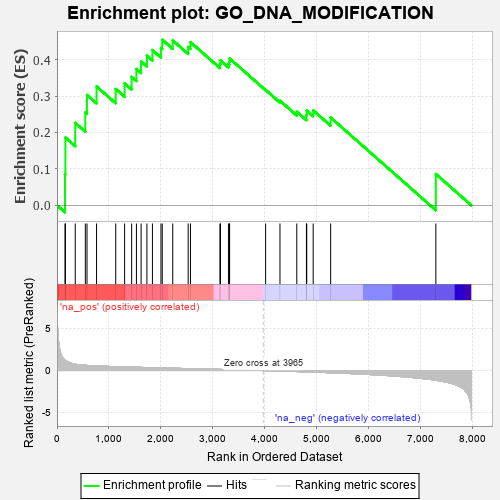 Enrichment plot: GO_DNA_MODIFICATION
Enrichment score (ES)
0.4
0.3
0.2
0.1
0.0
'na_pos' (positively correlated)
Ranked list metric (PreRanked)
5
0
-5
Zero cross at 3965
'na_neg' (negatively correlated)
0
1,000
2,000
3,000
4,000
5,000
6,000
7,000
8,000
Rank in Ordered Dataset
Enrichment profile
Hits
Ranking metric scores